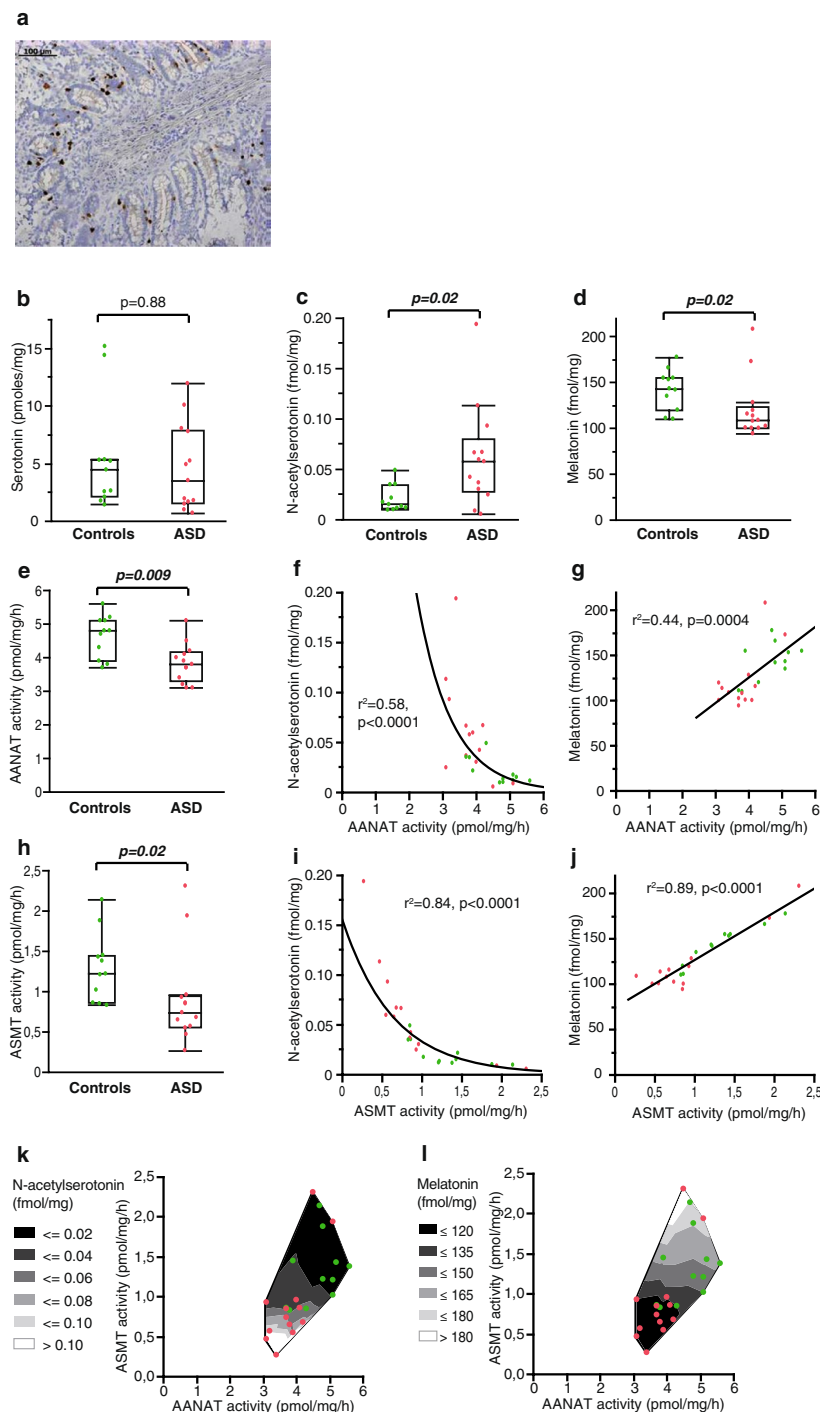 a
100 µm
b
p=0.88
Serotonin (pmoles/mg)
15
10
5
0
Controls
ASD
c
p=0.02
N-acetylserotonin (fmol/mg)
0.20
0.15
0.10
0.05
0
Controls
ASD
d
p=0.02
Melatonin (fmol/mg)
200
150
100
50
0
Controls
ASD
e
p=0.009
AANAT activity (pmol/mg/h)
6
5
4
3
2
1
0
Controls
ASD
f
N-acetylserotonin (fmol/mg)
0.20
0.15
0.10
0.05
0
r²=0.58,
p<0.0001
0 1 2 3 4 5 6
AANAT activity (pmol/mg/h)
g
r²=0.44, p=0.0004
Melatonin (fmol/mg)
200
150
100
50
0
0 1 2 3 4 5 6
AANAT activity (pmol/mg/h)
h
p=0.02
ASMT activity (pmol/mg/h)
2,5
2
1,5
1
0,5
0
Controls
ASD
i
r²=0.84, p<0.0001
N-acetylserotonin (fmol/mg)
0.20
0.15
0.10
0.05
0
0 0,5 1 1,5 2 2,5
ASMT activity (pmol/mg/h)
j
r²=0.89, p<0.0001
Melatonin (fmol/mg)
200
150
100
50
0
0 0,5 1 1,5 2 2,5
ASMT activity (pmol/mg/h)
k
N-acetylserotonin
(fmol/mg)
<= 0.02
<= 0.04
<= 0.06
<= 0.08
<= 0.10
> 0.10
ASMT activity (pmol/mg/h)
2,5
2,0
1,5
1,0
0,5
0,0
0 1 2 3 4 5 6
AANAT activity (pmol/mg/h)
l
Melatonin
(fmol/mg)
≤ 120
≤ 135
≤ 150
≤ 165
≤ 180
> 180
ASMT activity (pmol/mg/h)
2,5
2,0
1,5
1,0
0,5
0,0
0 1 2 3 4 5 6
AANAT activity (pmol/mg/h)